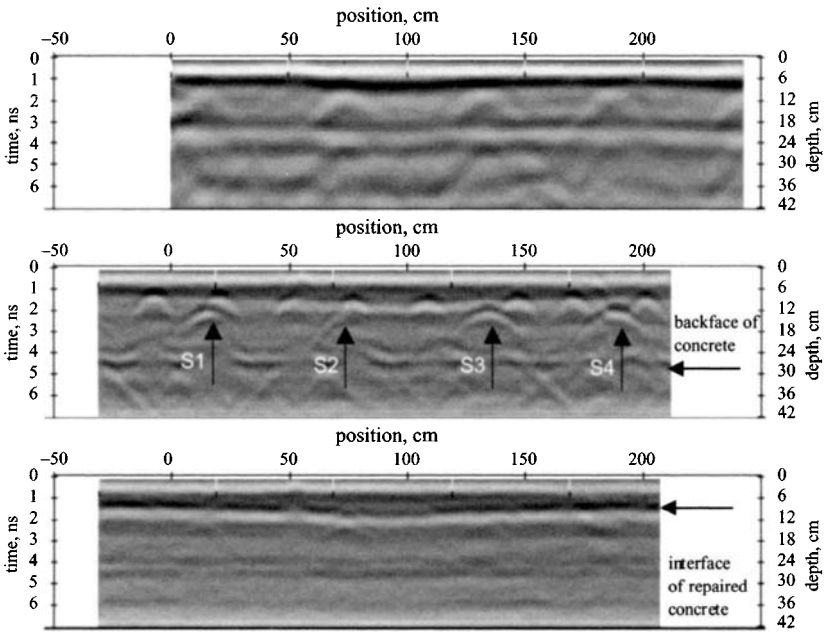 position, cm
−50 0 50 100 150 200
0 0
1 6
2 12
3 18
4 24
5 30
6 36
42
time, ns
depth, cm
position, cm
−50 0 50 100 150 200
0 0
1 6
2 12
3 18
4 24
5 30
6 36
42
time, ns
depth, cm
backface of
concrete
S1 S2 S3 S4
position, cm
−50 0 50 100 150 200
0 0
1 6
2 12
3 18
4 24
5 30
6 36
42
time, ns
depth, cm
interface
of repaired
concrete